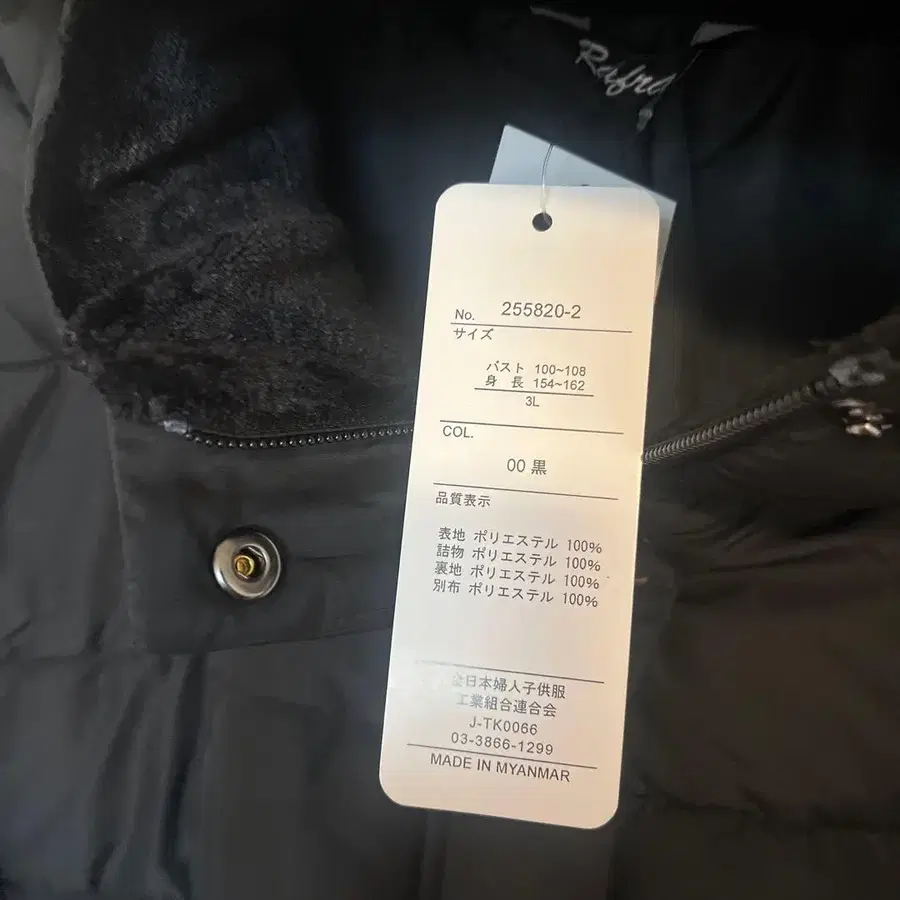 No. 255820-2
サイズ
バスト 100~108
身 長 154~162
3L
COL.
00 黒
品質表示
表地 ポリエステル 100%
詰物 ポリエステル 100%
裏地 ポリエステル 100%
別布 ポリエステル 100%
全日本婦人子供服
工業組合連合会
J-TK0066
03-3866-1299
MADE IN MYANMAR